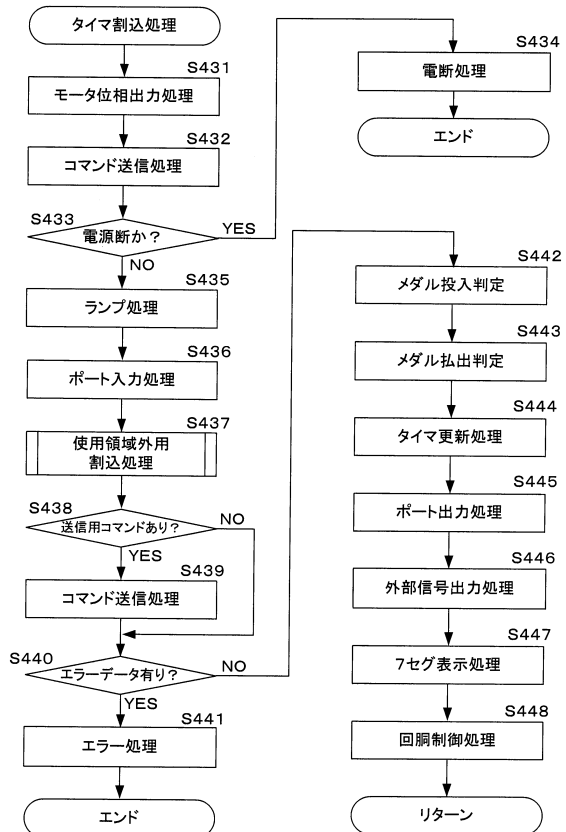 タイマ割込処理
S431
モータ位相出力処理
S432
コマンド送信処理
S433
電源断か？
YES
NO
S434
電断処理
エンド
S435
ランプ処理
S436
ポート入力処理
S437
使用領域外用
割込処理
S438
送信用コマンドあり？
NO
YES
S439
コマンド送信処理
S440
エラーデータ有り？
NO
YES
S441
エラー処理
エンド
S442
メダル投入判定
S443
メダル払出判定
S444
タイマ更新処理
S445
ポート出力処理
S446
外部信号出力処理
S447
7セグ表示処理
S448
回胴制御処理
リターン